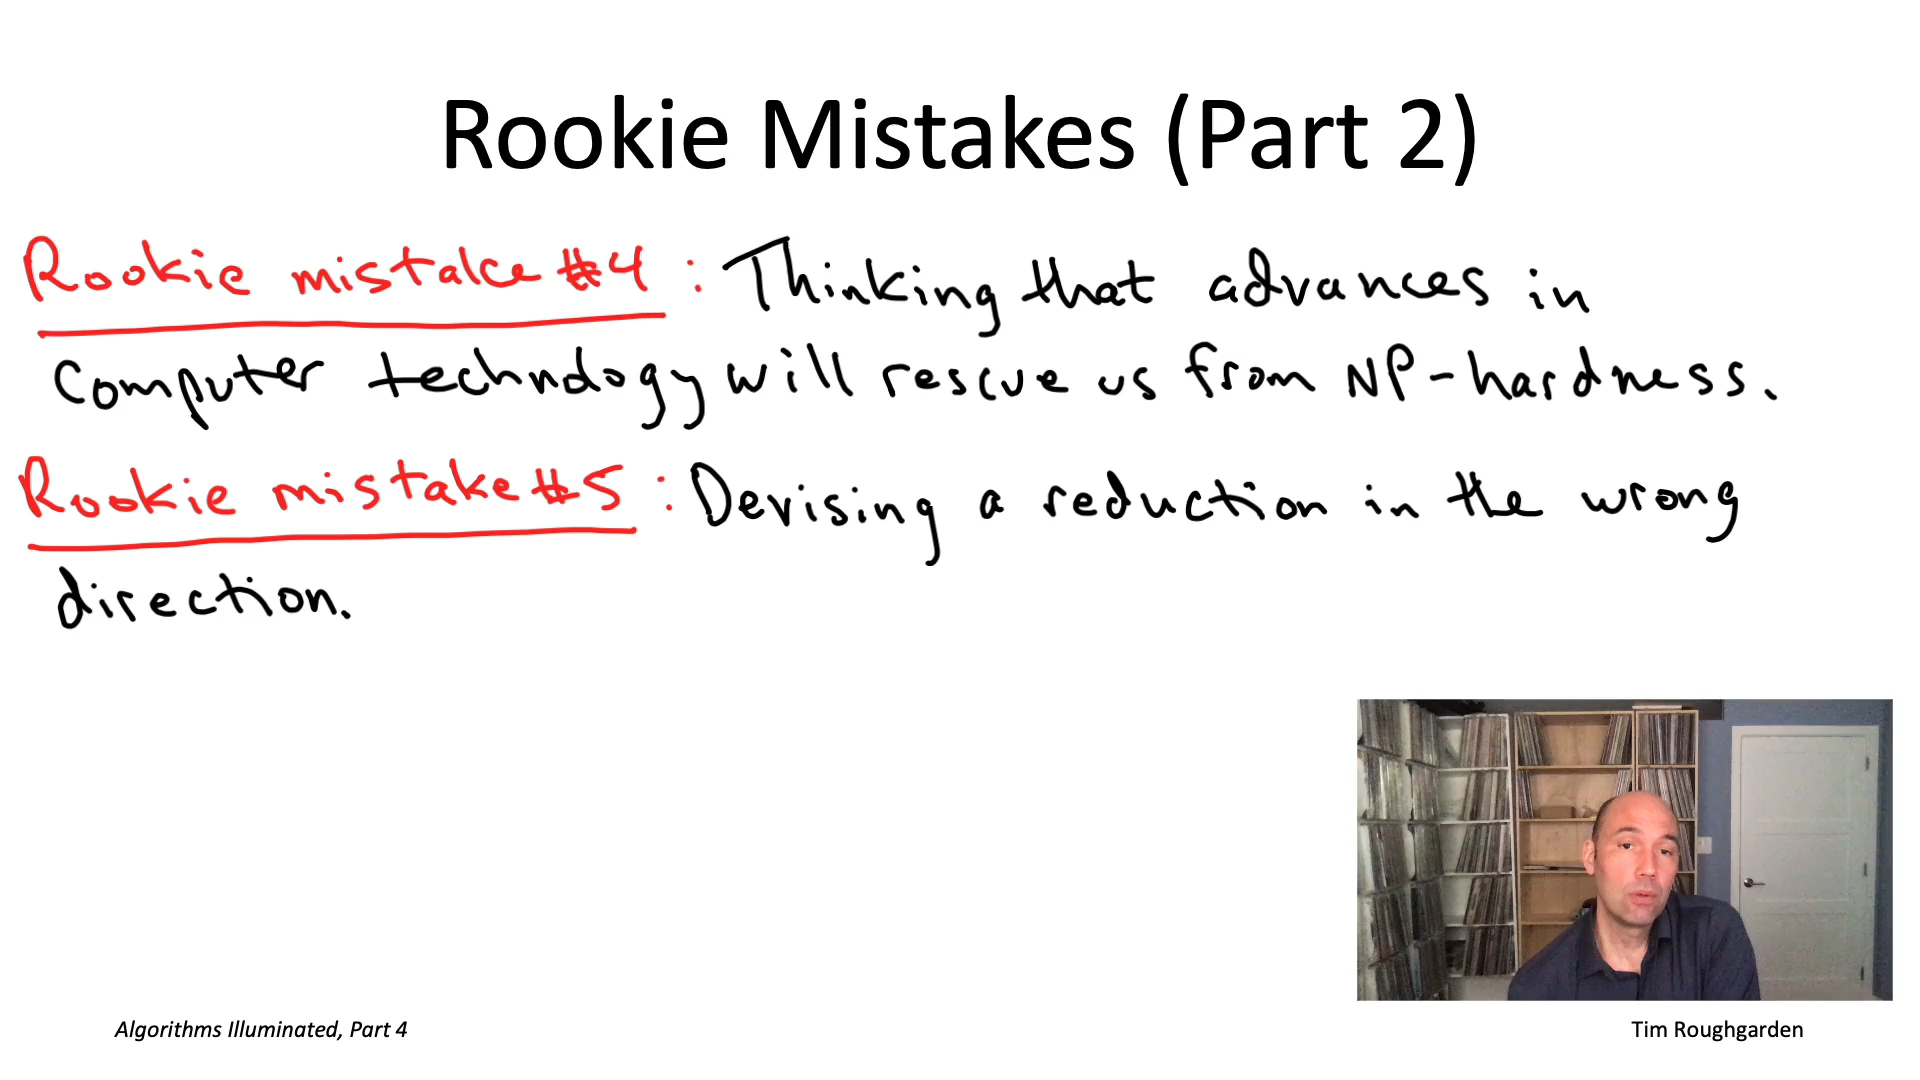 Rookie Mistakes (Part 2)
Rookie mistake #4: Thinking that advances in
computer technology will rescue us from NP-hardness.
Rookie mistake #5: Devising a reduction in the wrong
direction.
Algorithms Illuminated, Part 4
Tim Roughgarden